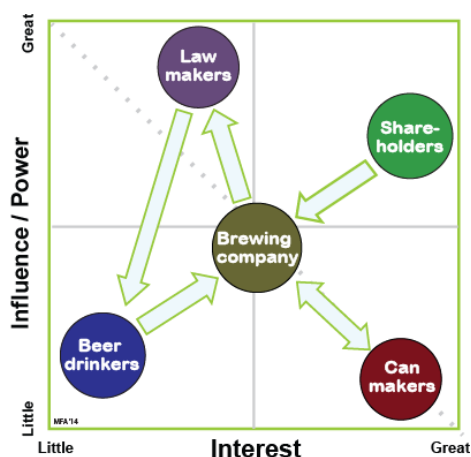 Great
Law
makers
Share-
holders
Influence / Power
Brewing
company
Beer
drinkers
Can
makers
Little
MFA'14
Little
Interest
Great